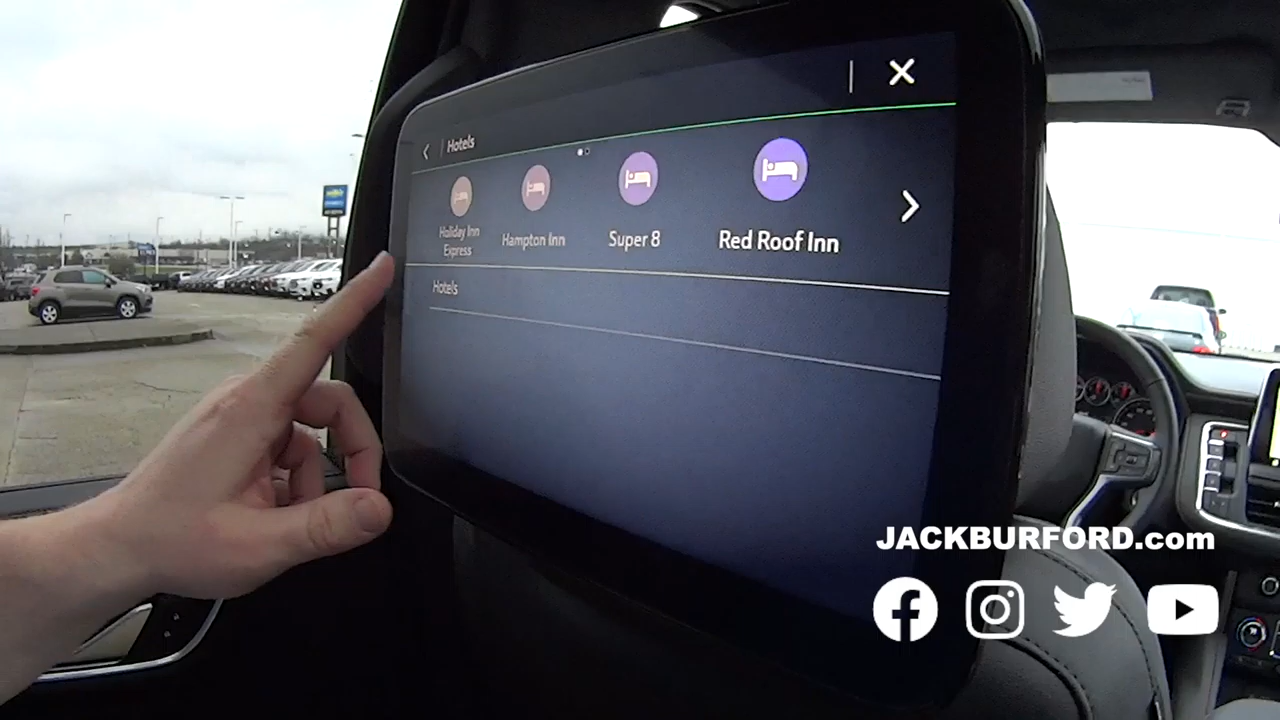 Hotels
Holiday Inn
Express
Hampton Inn
Super 8
Red Roof Inn
Hotels
JACKBURFORD.com